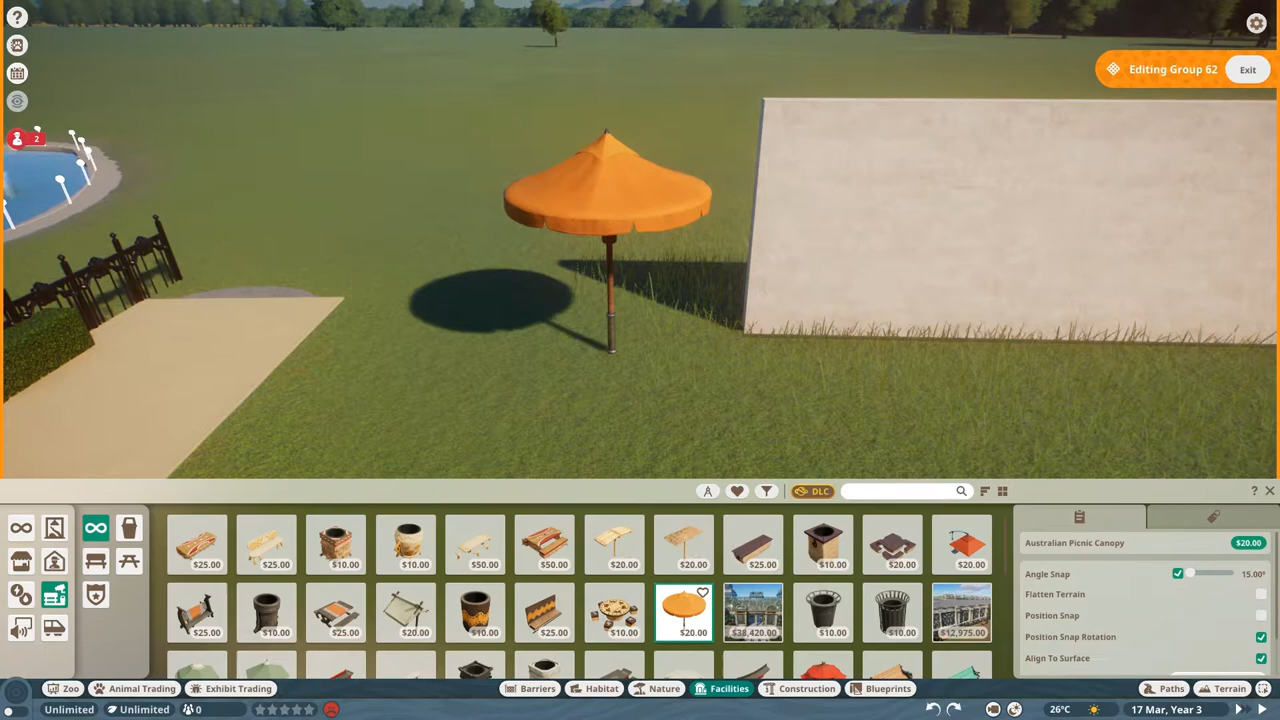 ?
Editing Group 62
Exit
2
DLC
? ×
$25.00
$25.00
$10.00
$10.00
$50.00
$50.00
$20.00
$20.00
$25.00
$10.00
$20.00
$20.00
Australian Picnic Canopy
$20.00
Angle Snap
15.00°
Flatten Terrain
Position Snap
Position Snap Rotation
Align To Surface
$25.00
$10.00
$25.00
$20.00
$10.00
$25.00
$10.00
$20.00
$38,420.00
$10.00
$10.00
$12,975.00
Zoo
Animal Trading
Exhibit Trading
Barriers
Habitat
Nature
Facilities
Construction
Blueprints
Paths
Terrain
Unlimited
Unlimited
0
26°C
17 Mar, Year 3